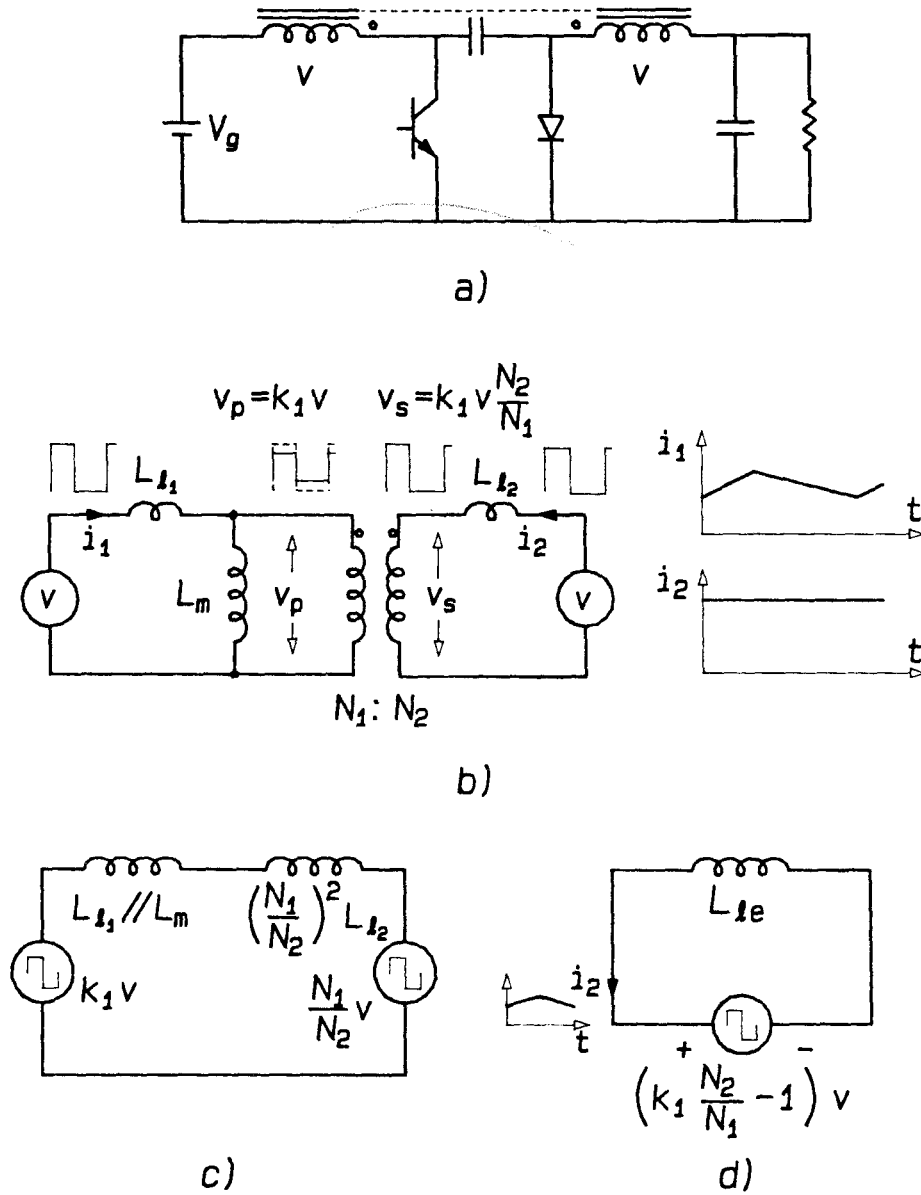 v v
V_g
a)
v_p = k_1 v v_s = k_1 v N_2/N_1
L_ℓ1 L_ℓ2
i_1 i_2
v L_m v_p v_s v
N_1 : N_2
i_1
t
i_2
t
b)
L_ℓ1 // L_m (N_1/N_2)^2 L_ℓ2
k_1 v N_1/N_2 v
c)
L_ℓe
i_2
t
+ -
(k_1 N_2/N_1 - 1) v
d)